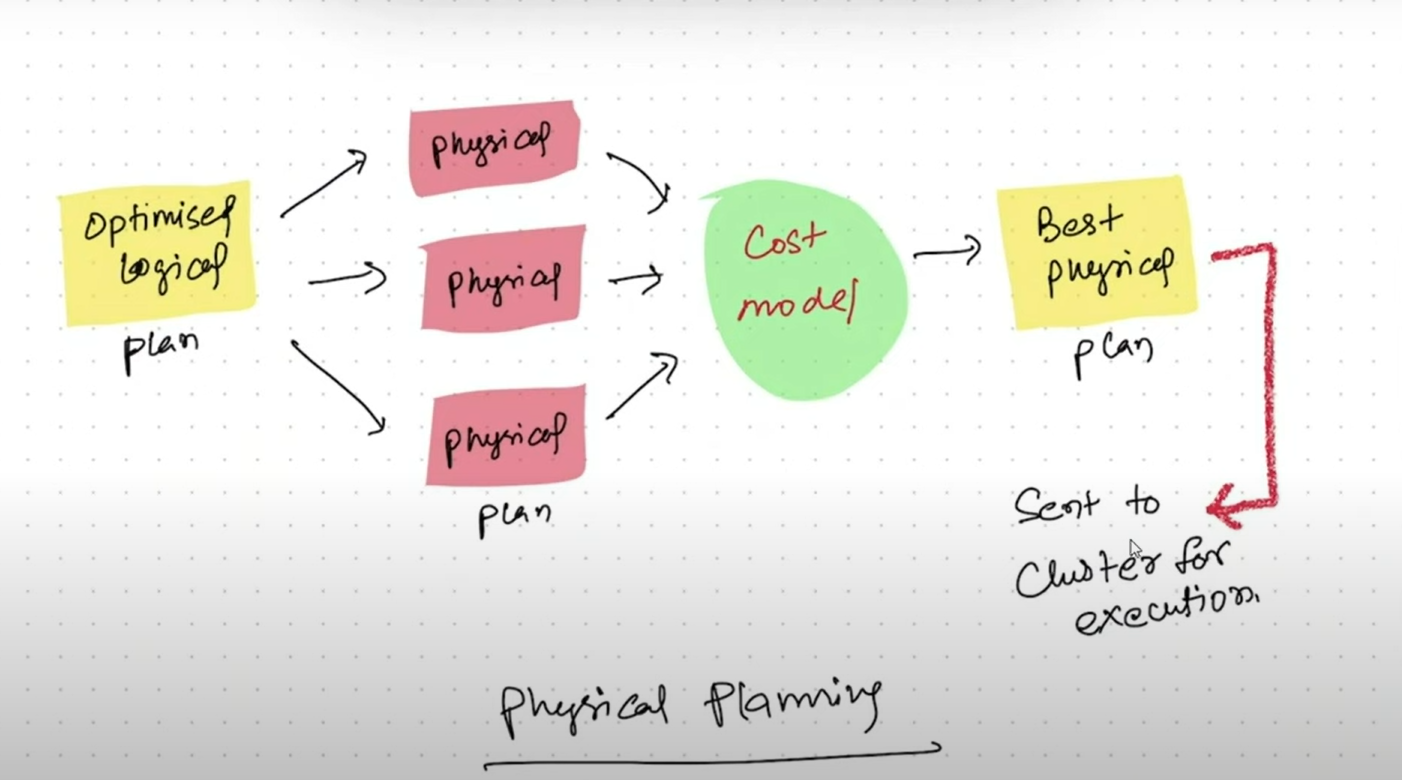 Optimised
Logical
plan
physical
physical
physical
plan
Cost
model
Best
physical
plan
Sent to
Cluster for
execution.
Physical Planning